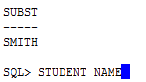 SUBST
-----
SMITH
SQL> STUDENT NAME